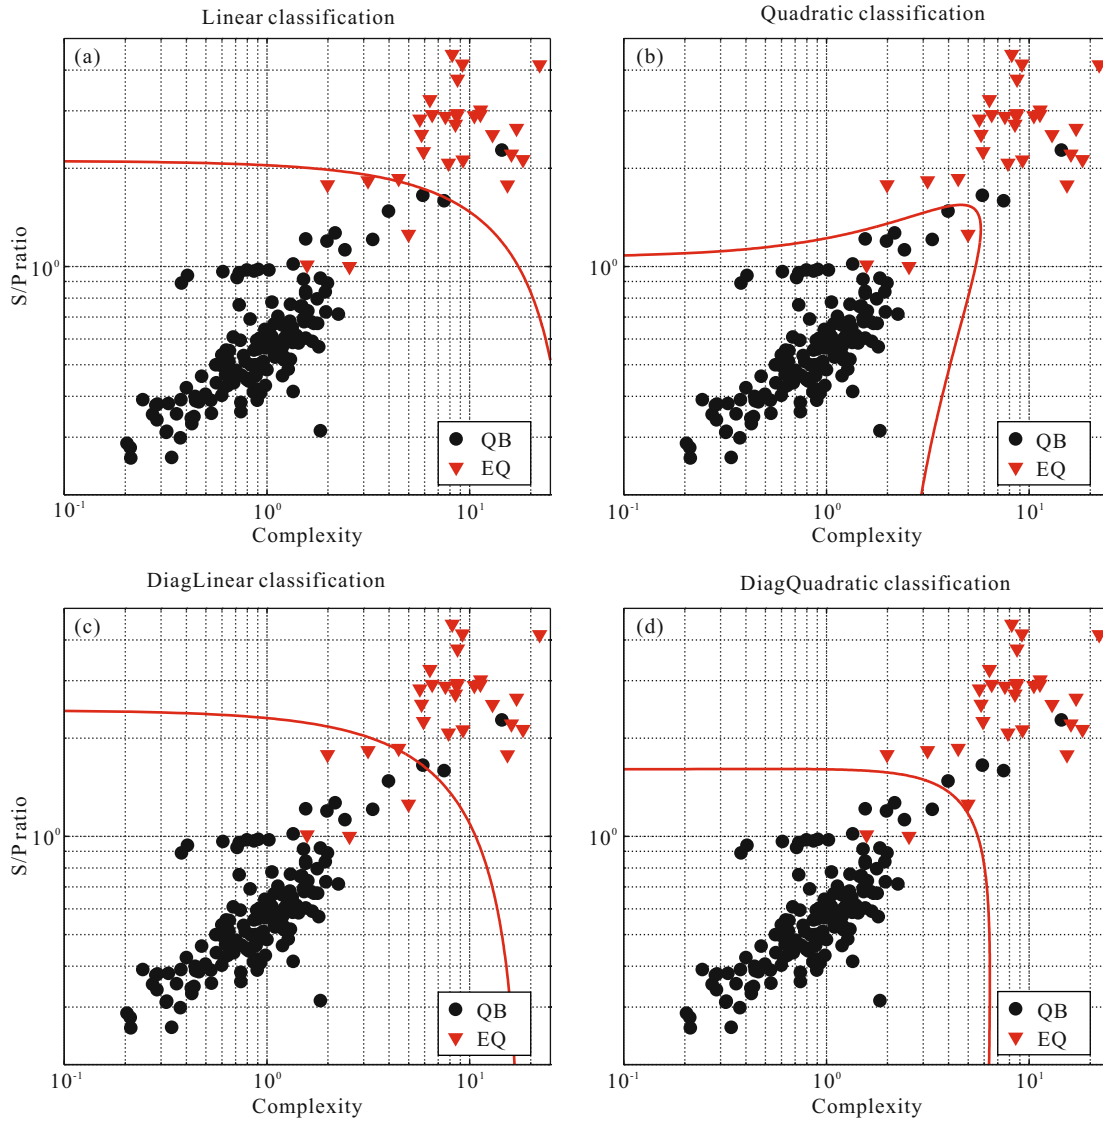 Linear classification
Quadratic classification
(a)
(b)
S/P ratio
10⁰
10⁰
QB
EQ
QB
EQ
10⁻¹
10⁰
10¹
10⁻¹
10⁰
10¹
Complexity
Complexity
DiagLinear classification
DiagQuadratic classification
(c)
(d)
S/P ratio
10⁰
10⁰
QB
EQ
QB
EQ
10⁻¹
10⁰
10¹
10⁻¹
10⁰
10¹
Complexity
Complexity